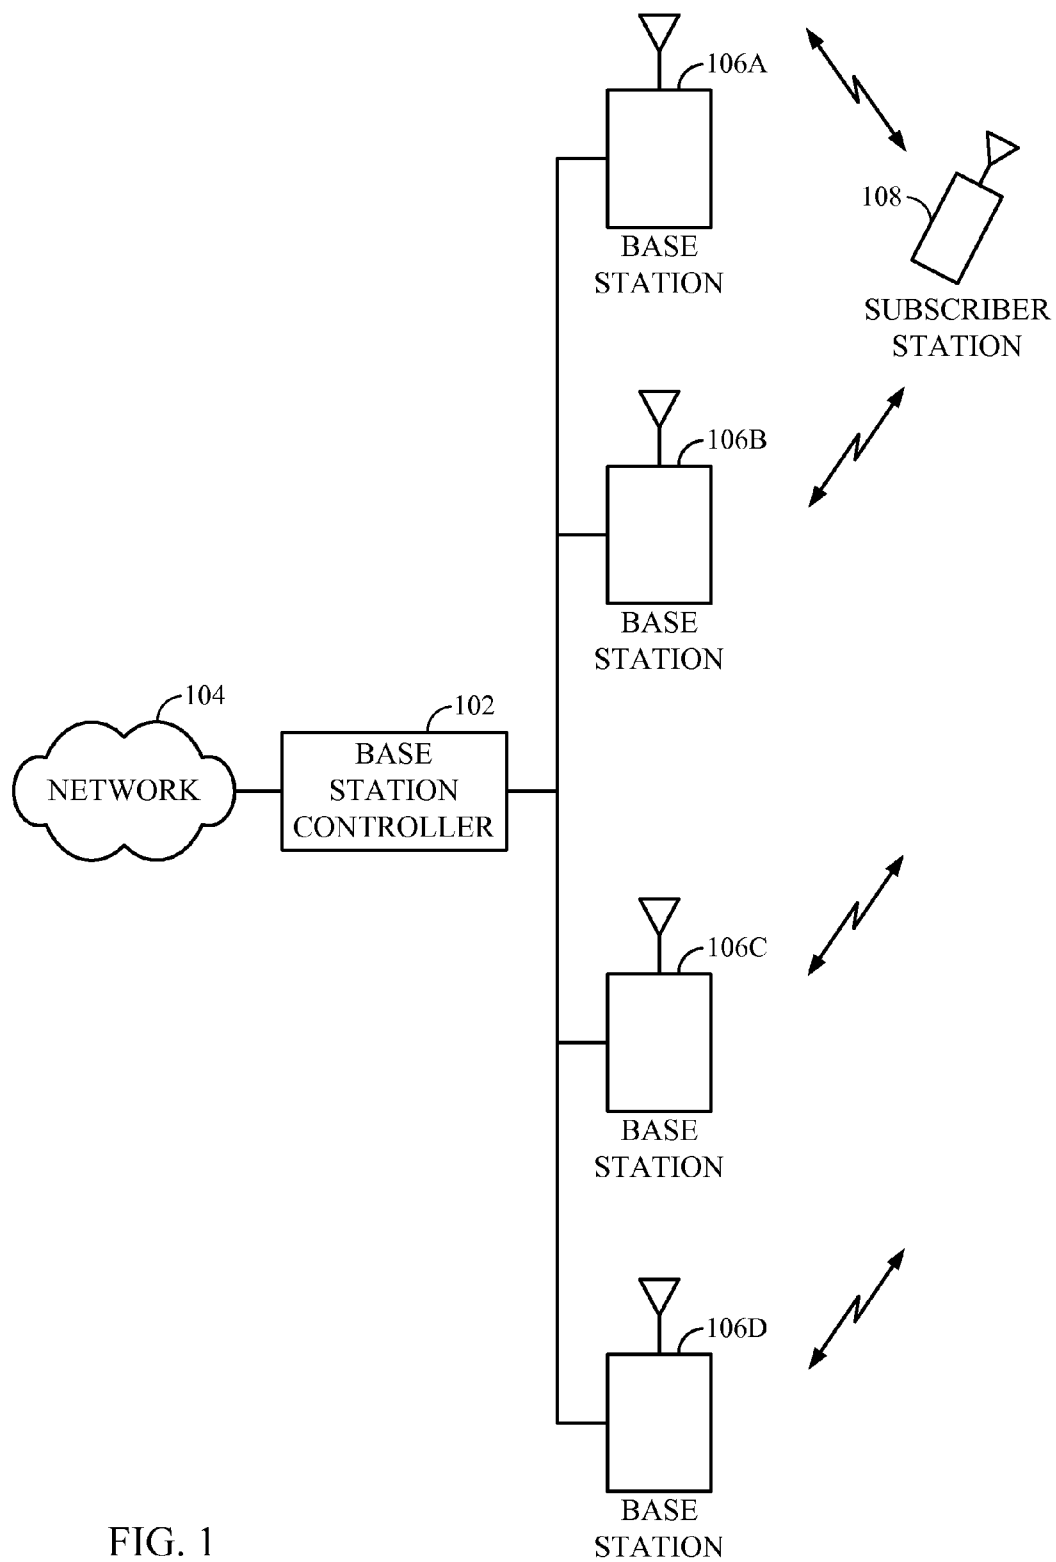 106A
108
BASE
STATION
SUBSCRIBER
STATION
106B
BASE
STATION
104
102
NETWORK
BASE
STATION
CONTROLLER
106C
BASE
STATION
106D
BASE
STATION
FIG. 1